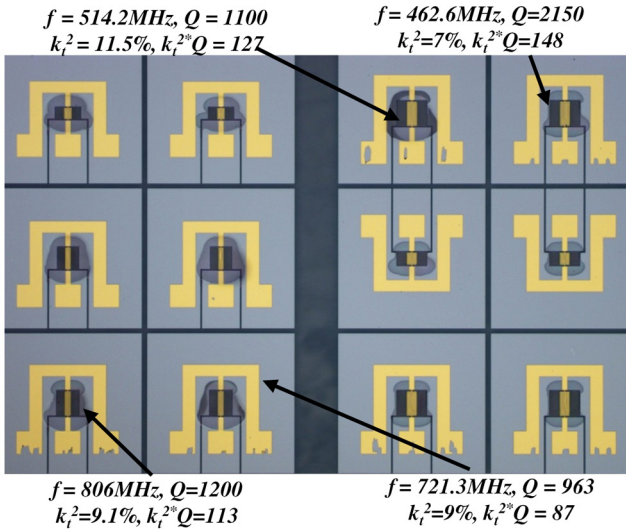 f = 514.2MHz, Q = 1100
kt² = 11.5%, kt²*Q = 127
f = 462.6MHz, Q=2150
kt²=7%, kt²*Q=148
f = 806MHz, Q=1200
kt²=9.1%, kt²*Q=113
f = 721.3MHz, Q = 963
kt²=9%, kt²*Q = 87